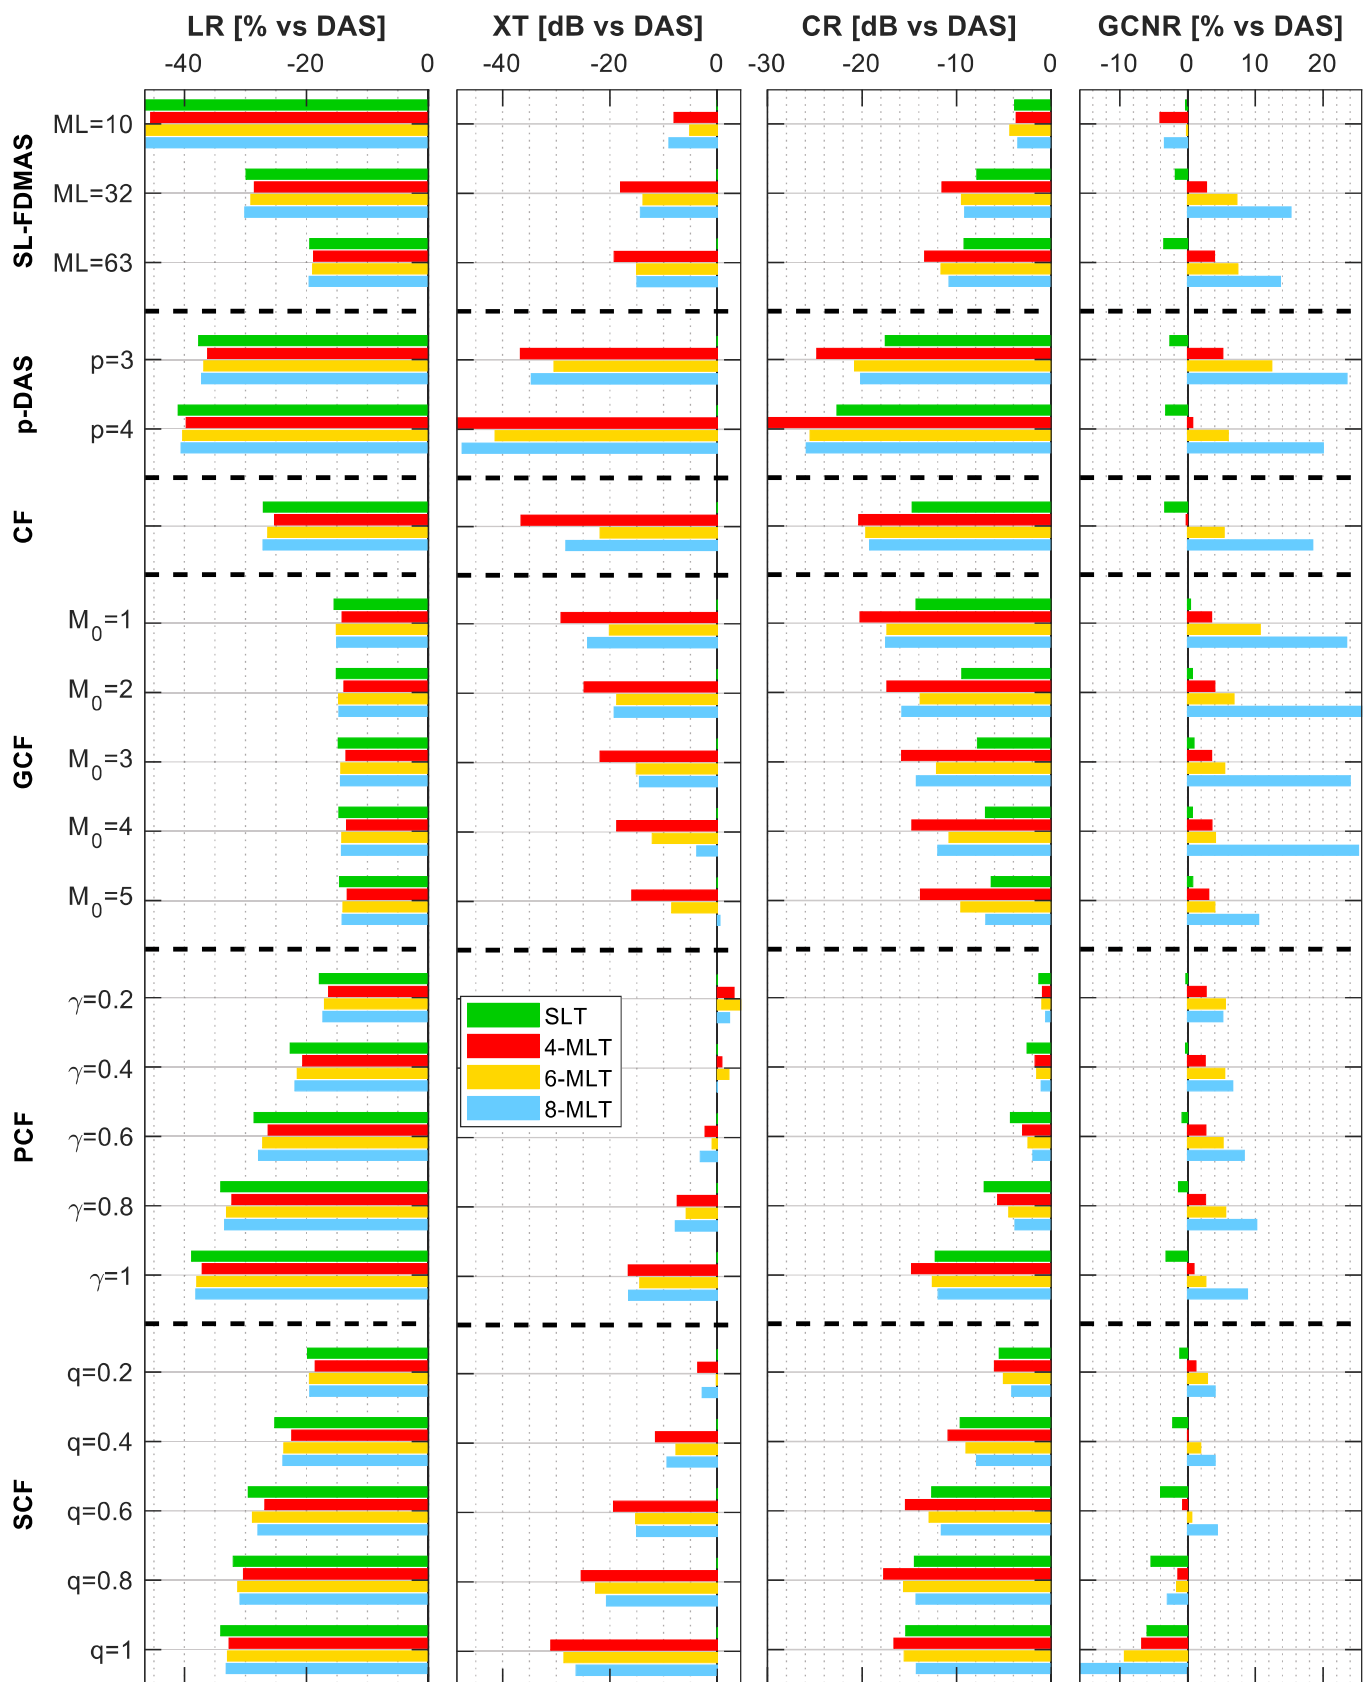 LR [% vs DAS] XT [dB vs DAS] CR [dB vs DAS] GCNR [% vs DAS]
-40 -20 0 -40 -20 0 -30 -20 -10 0 -10 0 10 20
SL-FDMAS
ML=10
ML=32
ML=63
p-DAS
p=3
p=4
CF
GCF
M0=1
M0=2
M0=3
M0=4
M0=5
PCF
γ=0.2
γ=0.4
γ=0.6
γ=0.8
γ=1
SLT
4-MLT
6-MLT
8-MLT
SCF
q=0.2
q=0.4
q=0.6
q=0.8
q=1